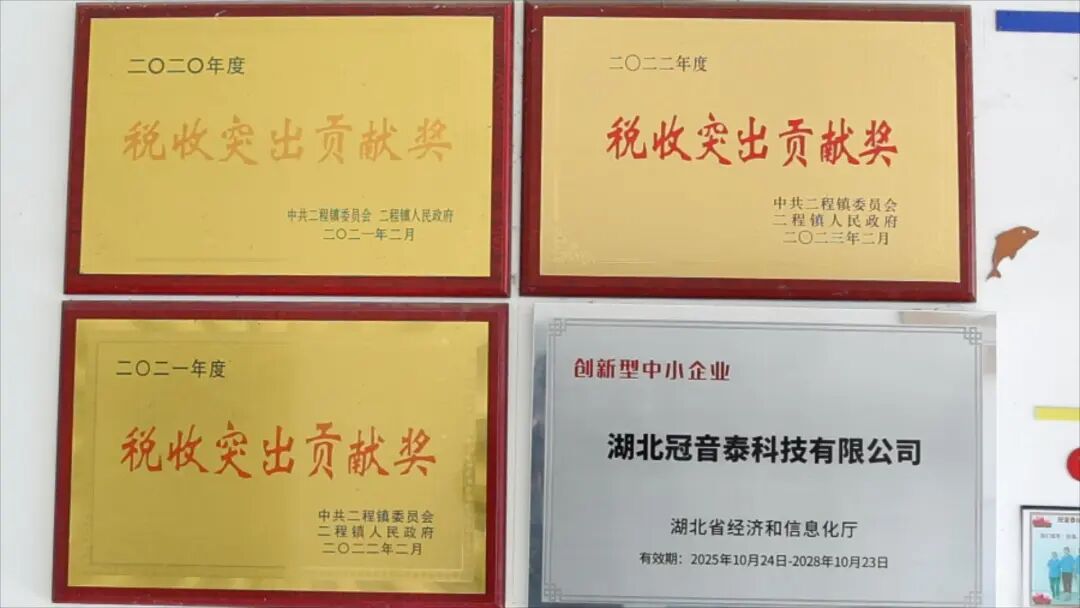 二〇二〇年度
税收突出贡献奖
中共二程镇委员会 二程镇人民政府
二〇二一年二月
二〇二二年度
税收突出贡献奖
中共二程镇委员会
二程镇人民政府
二〇二三年二月
二〇二一年度
税收突出贡献奖
中共二程镇委员会
二程镇人民政府
二〇二二年二月
创新型中小企业
湖北冠音泰科技有限公司
湖北省经济和信息化厅
有效期：2025年10月24日-2028年10月23日